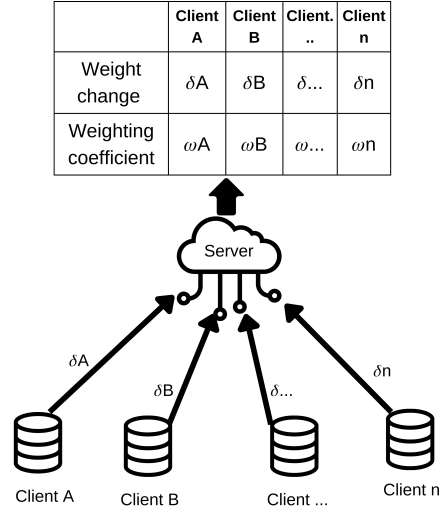 Client A
Client B
Client. ..
Client n
Weight change
δA
δB
δ...
δn
Weighting coefficient
ωA
ωB
ω...
ωn
Server
δA
δB
δ...
δn
Client A
Client B
Client ...
Client n